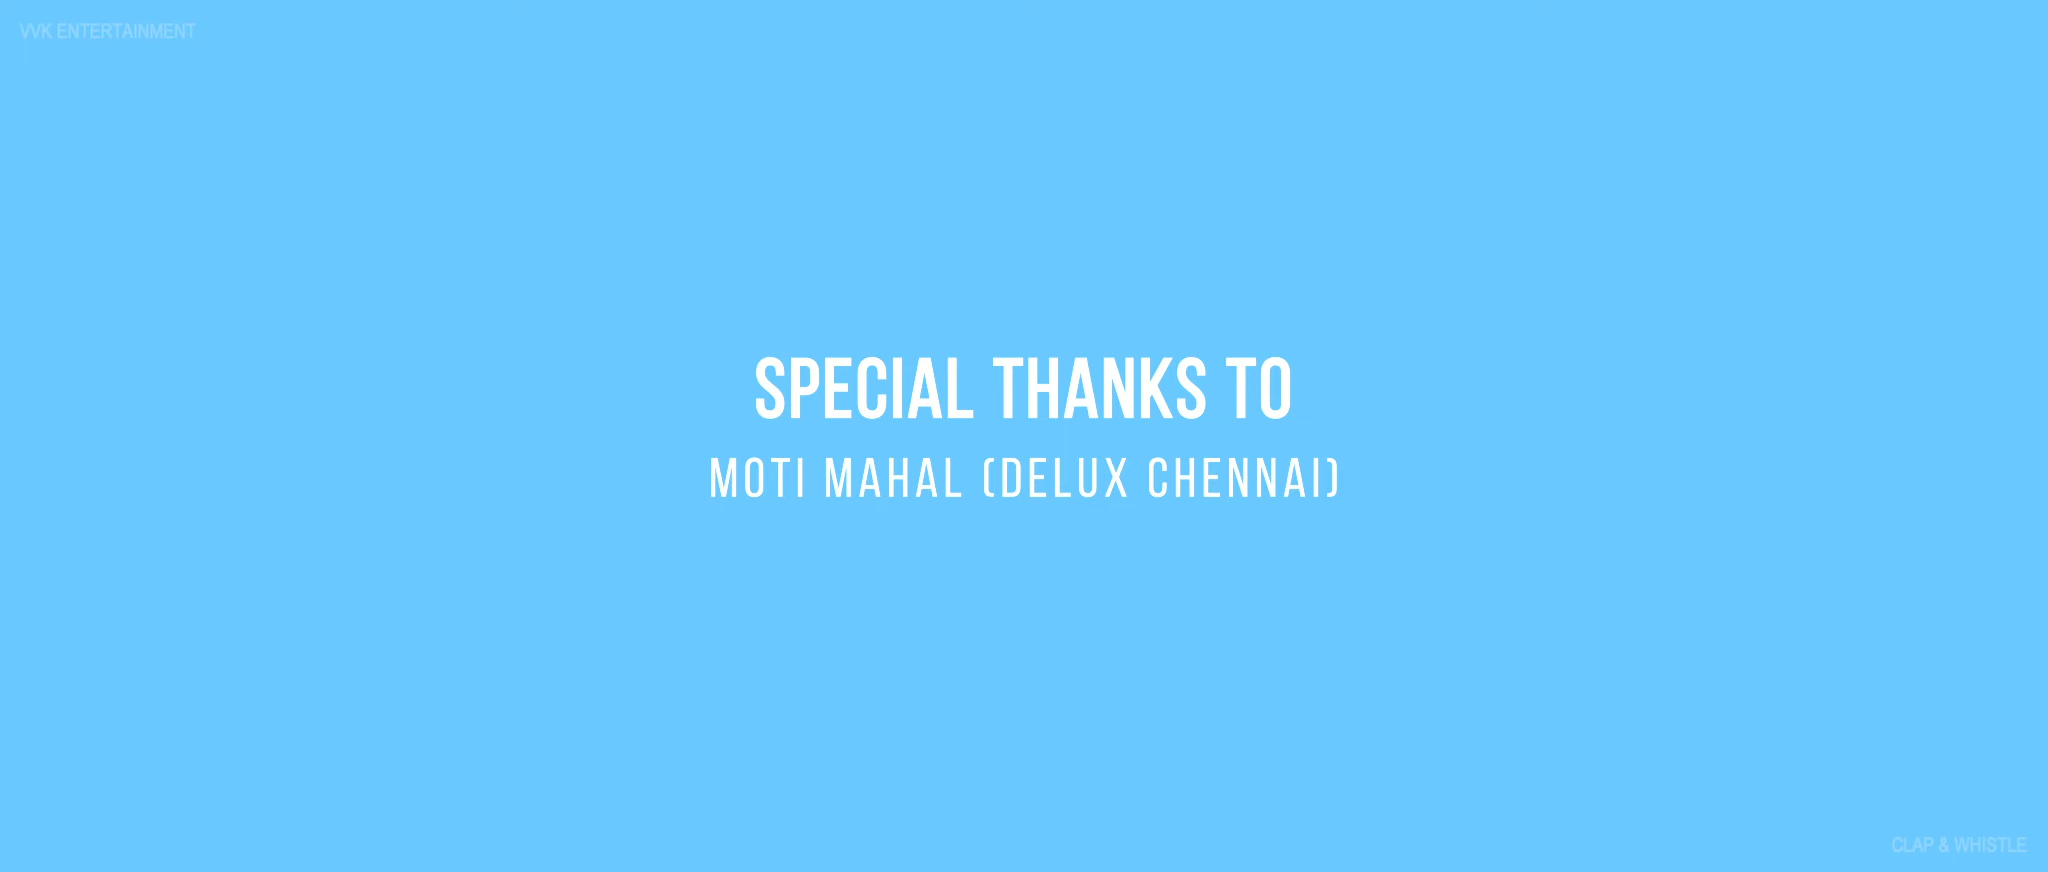 VVK ENTERTAINMENT
SPECIAL THANKS TO
MOTI MAHAL (DELUX CHENNAI)
CLAP & WHISTLE